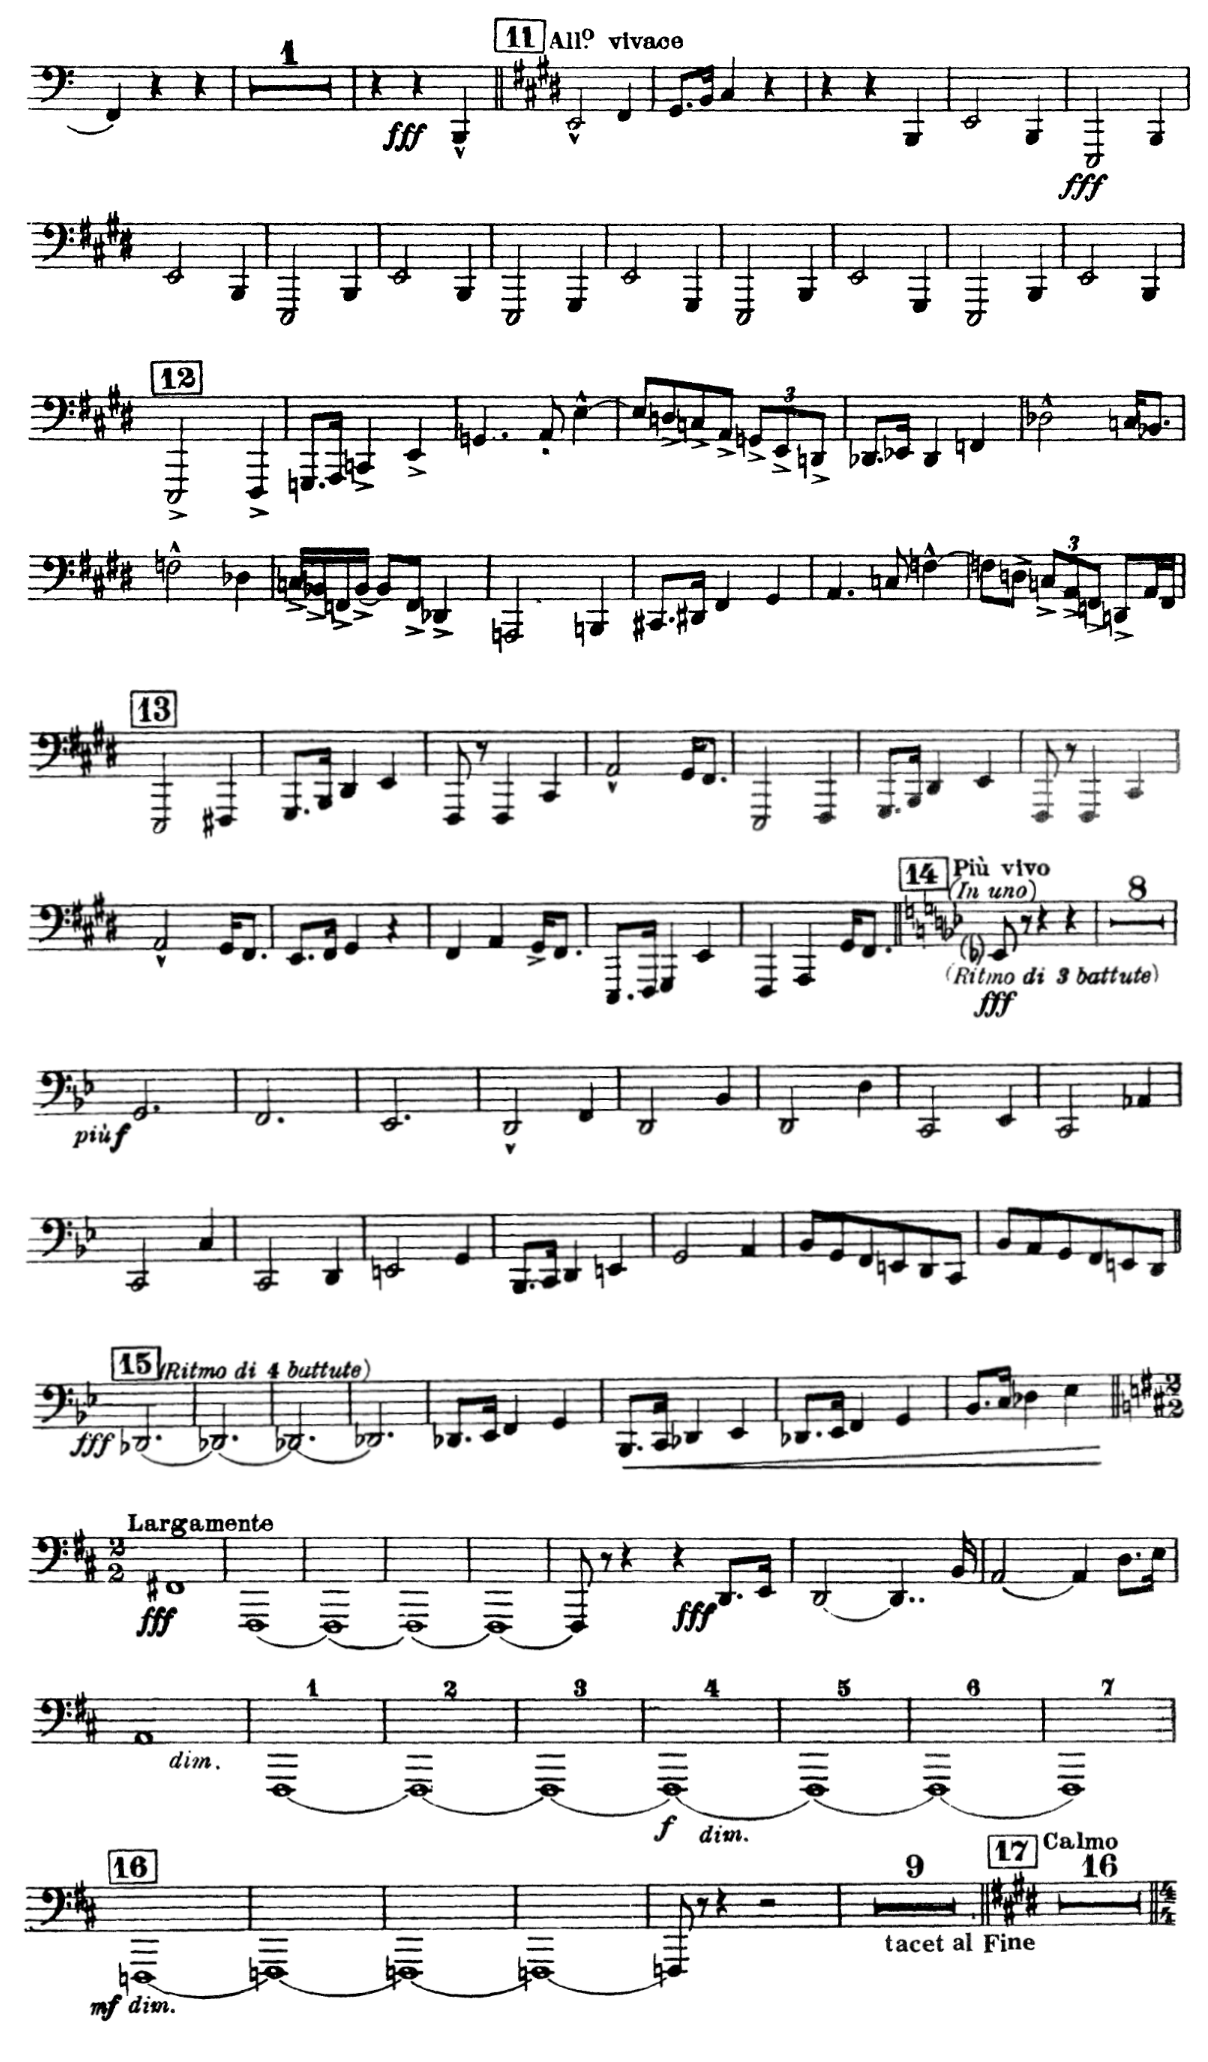 1
11 All.º vivace
fff
fff
12
3
3
13
14 Più vivo
(In uno)
8
(Ritmo di 3 battute)
fff
più f
15 (Ritmo di 4 battute)
fff
2
2
Largamente
2
2
fff
fff
1 2 3 4 5 6 7
dim.
f dim.
16
9
17 Calmo
16
4
4
tacet al Fine
mf dim.